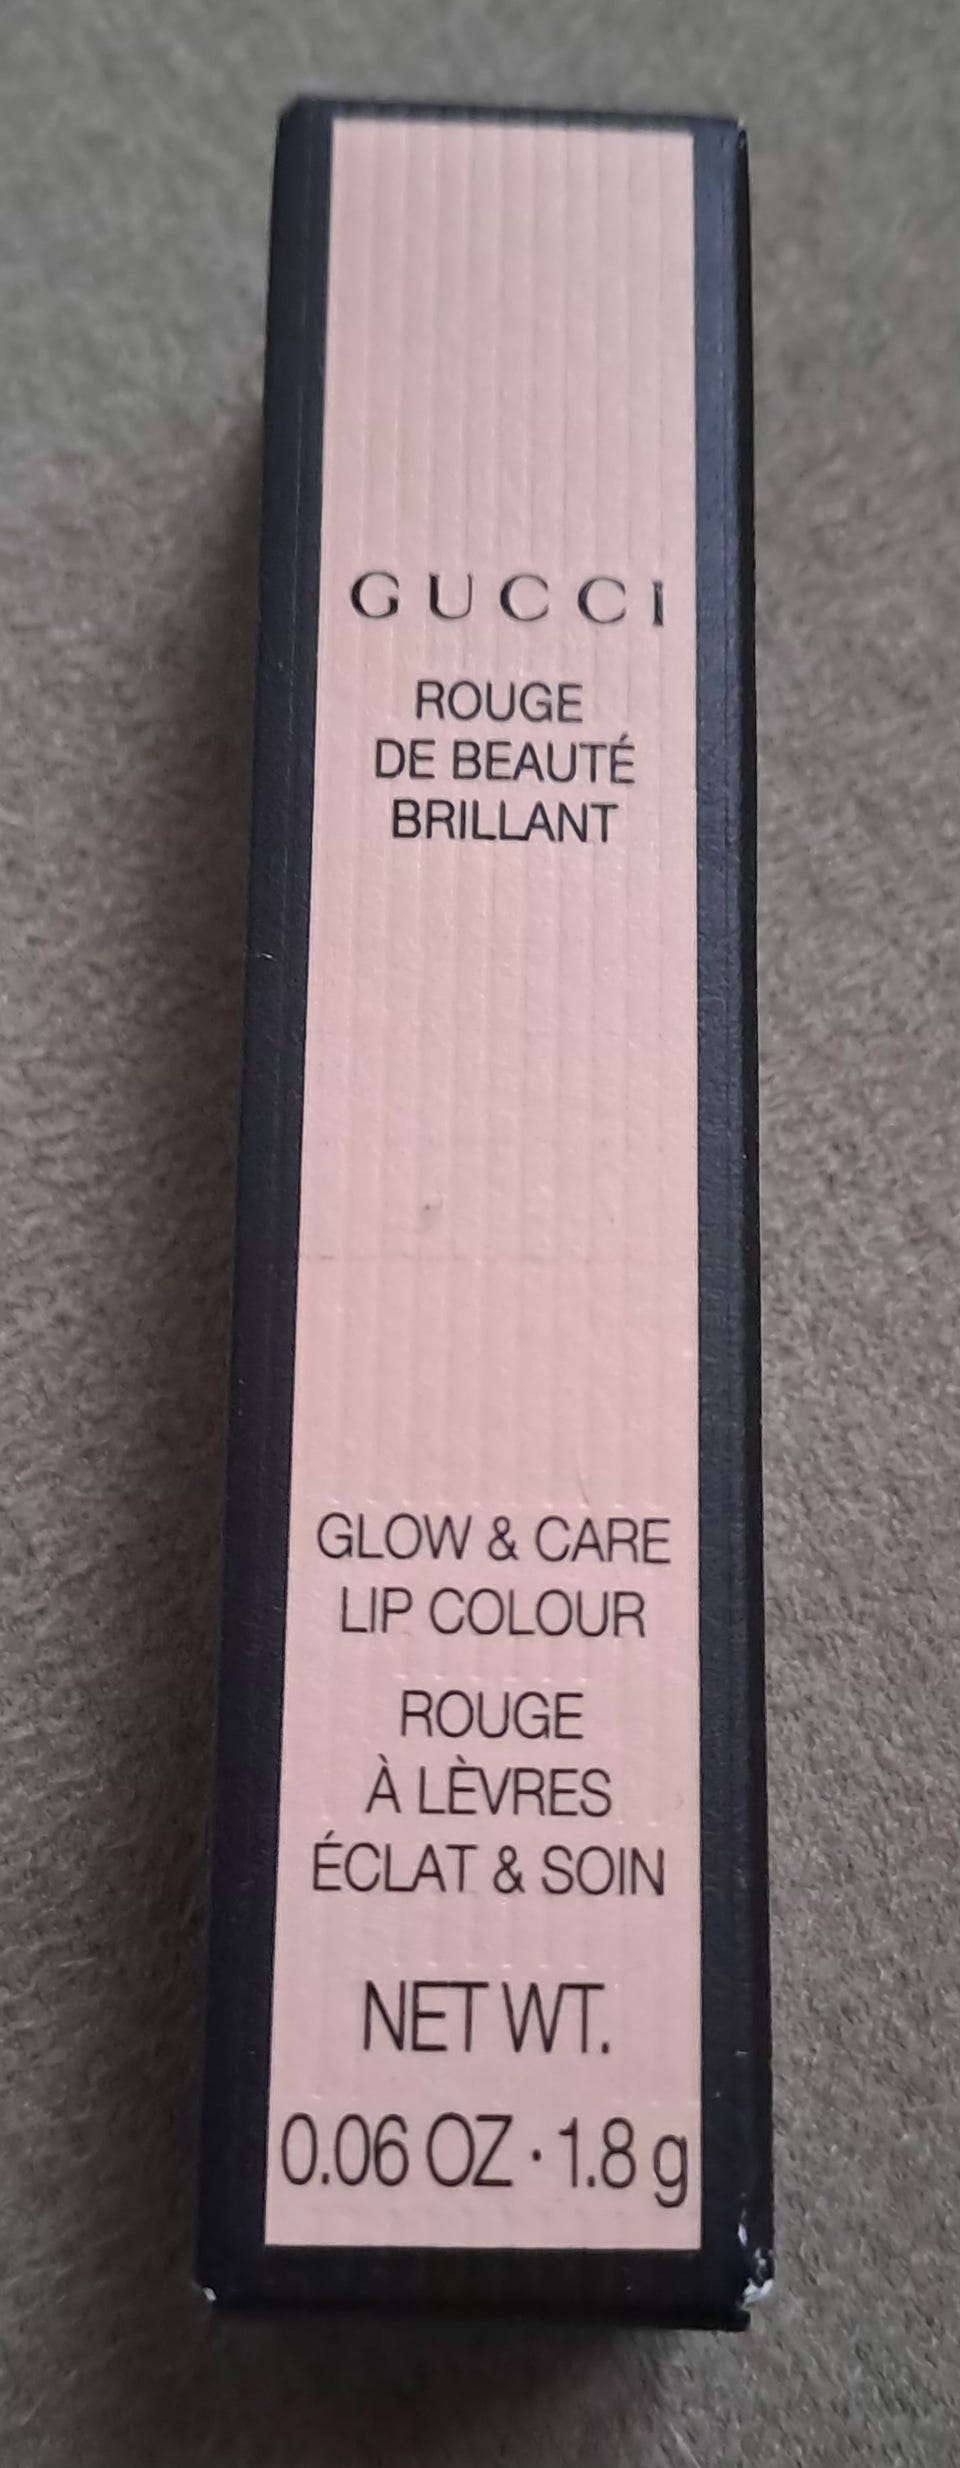 GUCCI
ROUGE
DE BEAUTÉ
BRILLANT
GLOW & CARE
LIP COLOUR
ROUGE
À LÈVRES
ÉCLAT & SOIN
NET WT.
0.06 OZ · 1.8 g